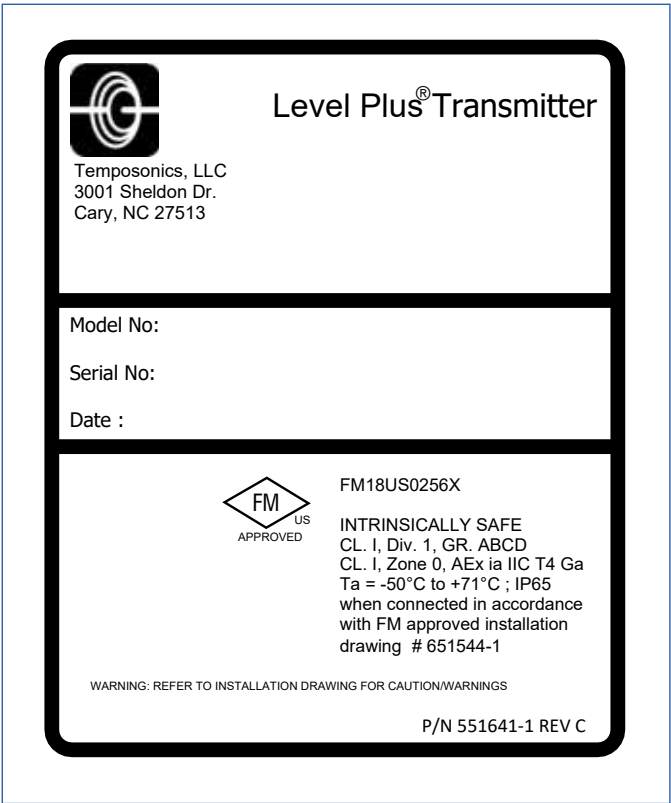 Level Plus® Transmitter
Temposonics, LLC
3001 Sheldon Dr.
Cary, NC 27513
Model No:
Serial No:
Date :
FM
US
APPROVED
FM18US0256X
INTRINSICALLY SAFE
CL. I, Div. 1, GR. ABCD
CL. I, Zone 0, AEx ia IIC T4 Ga
Ta = -50°C to +71°C ; IP65
when connected in accordance
with FM approved installation
drawing # 651544-1
WARNING: REFER TO INSTALLATION DRAWING FOR CAUTION/WARNINGS
P/N 551641-1 REV C